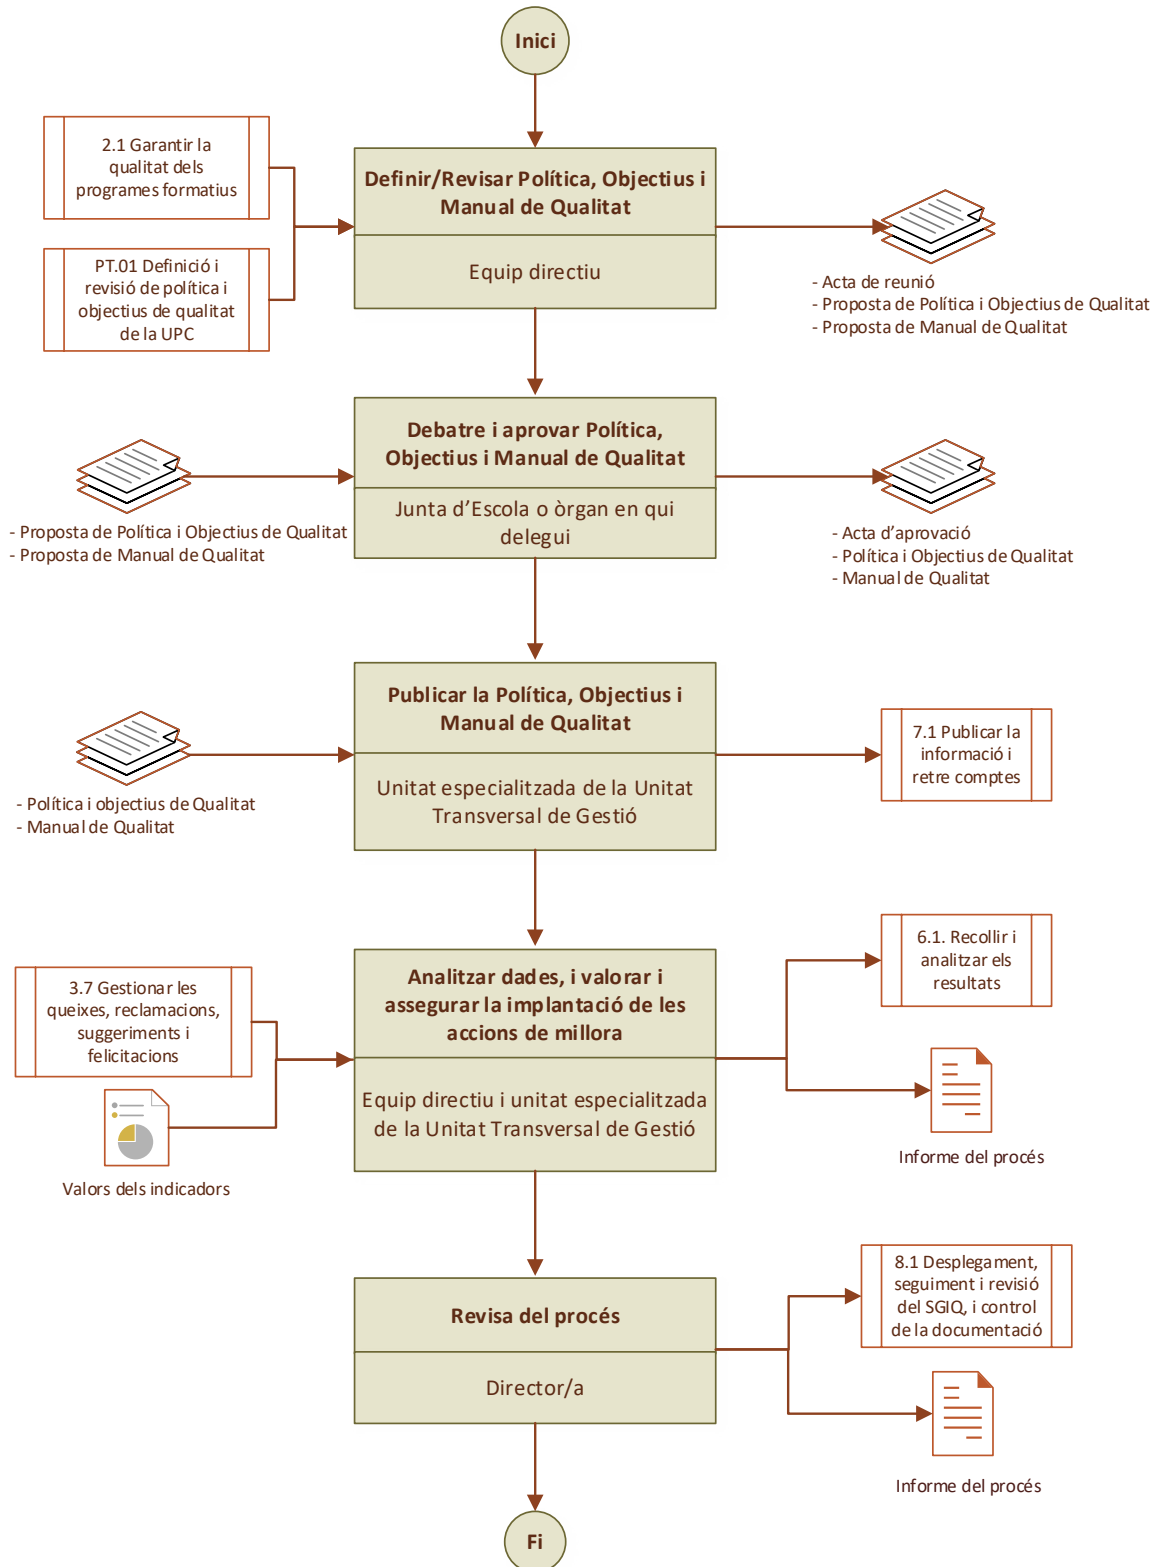 Inici
2.1 Garantir la
qualitat dels
programes formatius
Definir/Revisar Política, Objectius i
Manual de Qualitat
Equip directiu
PT.01 Definició i
revisió de política i
objectius de qualitat
de la UPC
- Acta de reunió
- Proposta de Política i Objectius de Qualitat
- Proposta de Manual de Qualitat
Debatre i aprovar Política,
Objectius i Manual de Qualitat
Junta d’Escola o òrgan en qui
delegui
- Proposta de Política i Objectius de Qualitat
- Proposta de Manual de Qualitat
- Acta d’aprovació
- Política i Objectius de Qualitat
- Manual de Qualitat
Publicar la Política, Objectius i
Manual de Qualitat
Unitat especialitzada de la Unitat
Transversal de Gestió
- Política i objectius de Qualitat
- Manual de Qualitat
7.1 Publicar la
informació i
retre comptes
Analitzar dades, i valorar i
assegurar la implantació de les
accions de millora
Equip directiu i unitat especialitzada
de la Unitat Transversal de Gestió
3.7 Gestionar les
queixes, reclamacions,
suggeriments i
felicitacions
Valors dels indicadors
6.1. Recollir i
analitzar els
resultats
Informe del procés
Revisa del procés
Director/a
8.1 Desplegament,
seguiment i revisió
del SGIQ, i control
de la documentació
Informe del procés
Fi